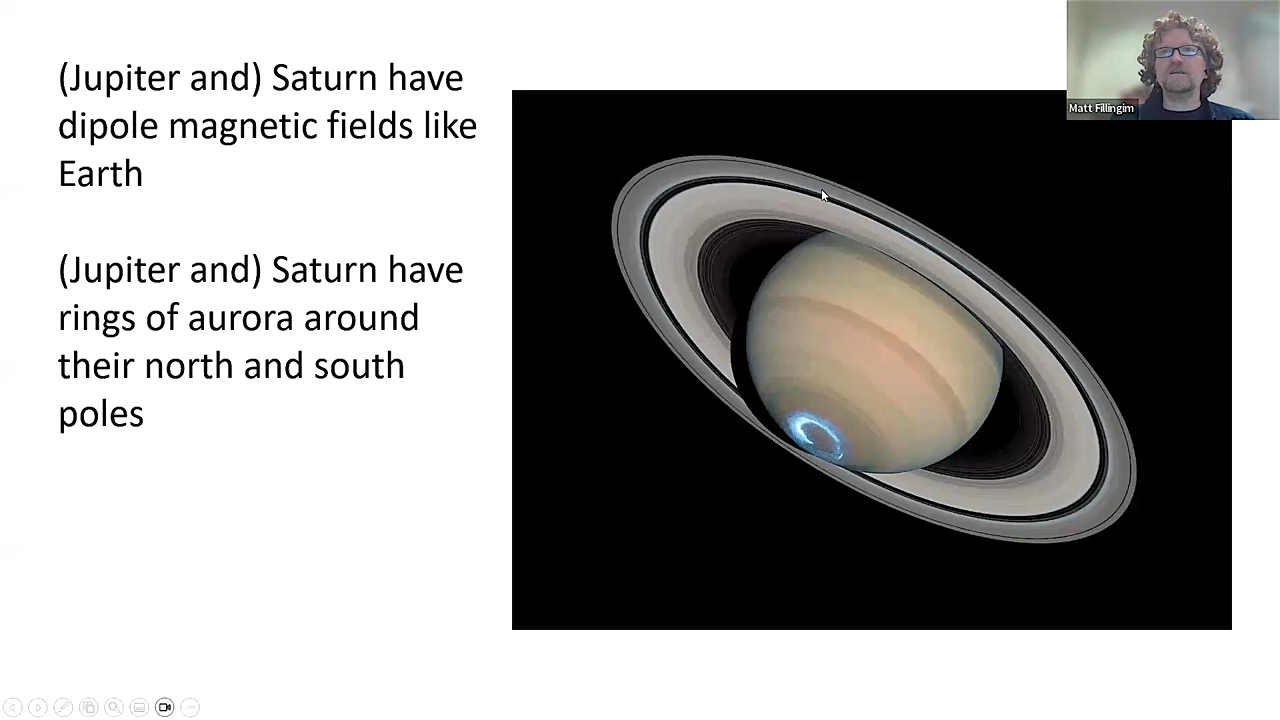 (Jupiter and) Saturn have
dipole magnetic fields like
Earth
(Jupiter and) Saturn have
rings of aurora around
their north and south
poles
Matt Fillingim